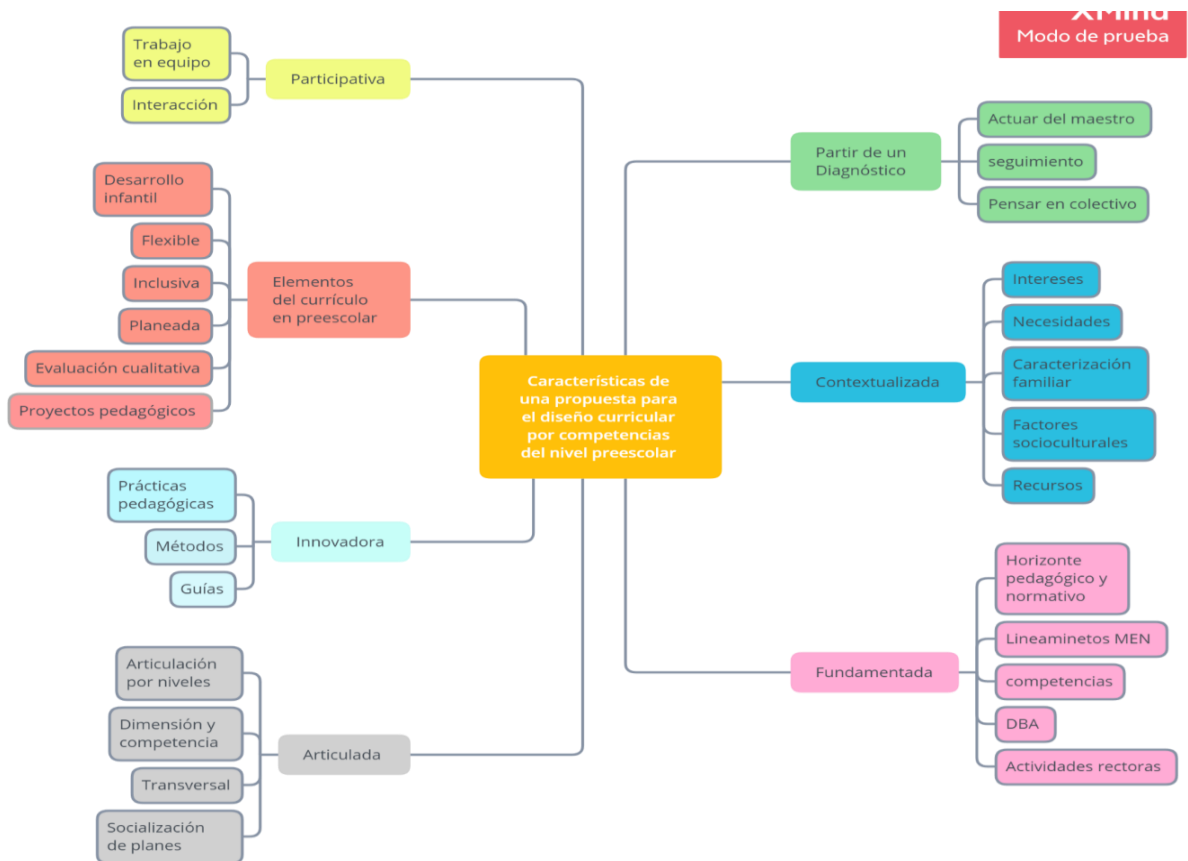 XMind
Modo de prueba
Trabajo
en equipo
Interacción
Participativa
Desarrollo
infantil
Flexible
Inclusiva
Planeada
Evaluación cualitativa
Proyectos pedagógicos
Elementos
del currículo
en preescolar
Prácticas
pedagógicas
Métodos
Guías
Innovadora
Articulación
por niveles
Dimensión y
competencia
Transversal
Socialización
de planes
Articulada
Características de
una propuesta para
el diseño curricular
por competencias
del nivel preescolar
Partir de un
Diagnóstico
Actuar del maestro
seguimiento
Pensar en colectivo
Contextualizada
Intereses
Necesidades
Caracterización
familiar
Factores
socioculturales
Recursos
Fundamentada
Horizonte
pedagógico y
normativo
Lineaminetos MEN
competencias
DBA
Actividades rectoras